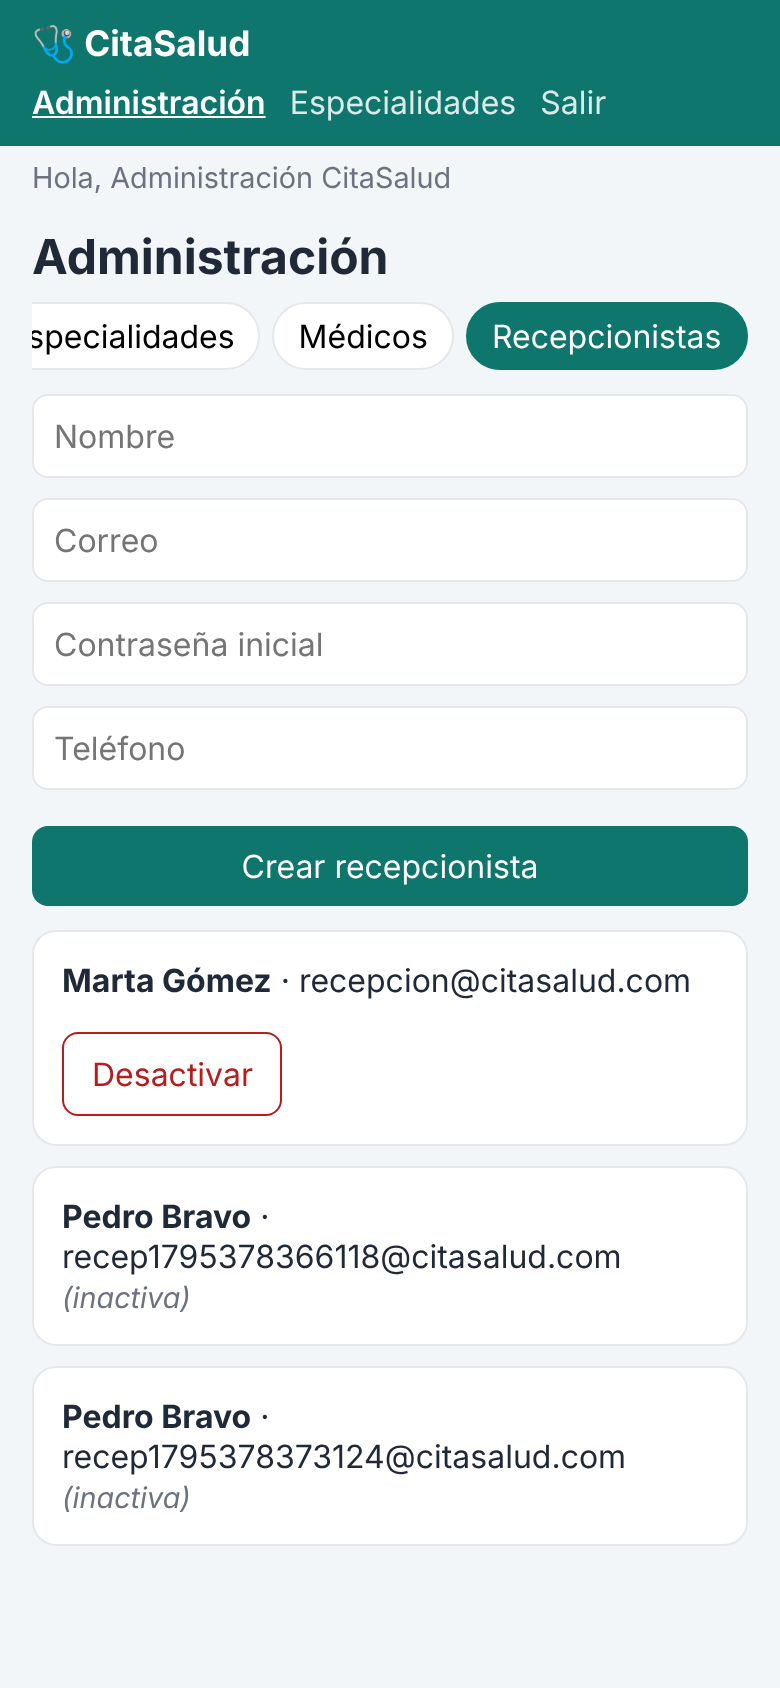 CitaSalud
Administración Especialidades Salir
Hola, Administración CitaSalud
Administración
specialidades Médicos Recepcionistas
Nombre
Correo
Contraseña inicial
Teléfono
Crear recepcionista
Marta Gómez · recepcion@citasalud.com
Desactivar
Pedro Bravo ·
recep1795378366118@citasalud.com
(inactiva)
Pedro Bravo ·
recep1795378373124@citasalud.com
(inactiva)